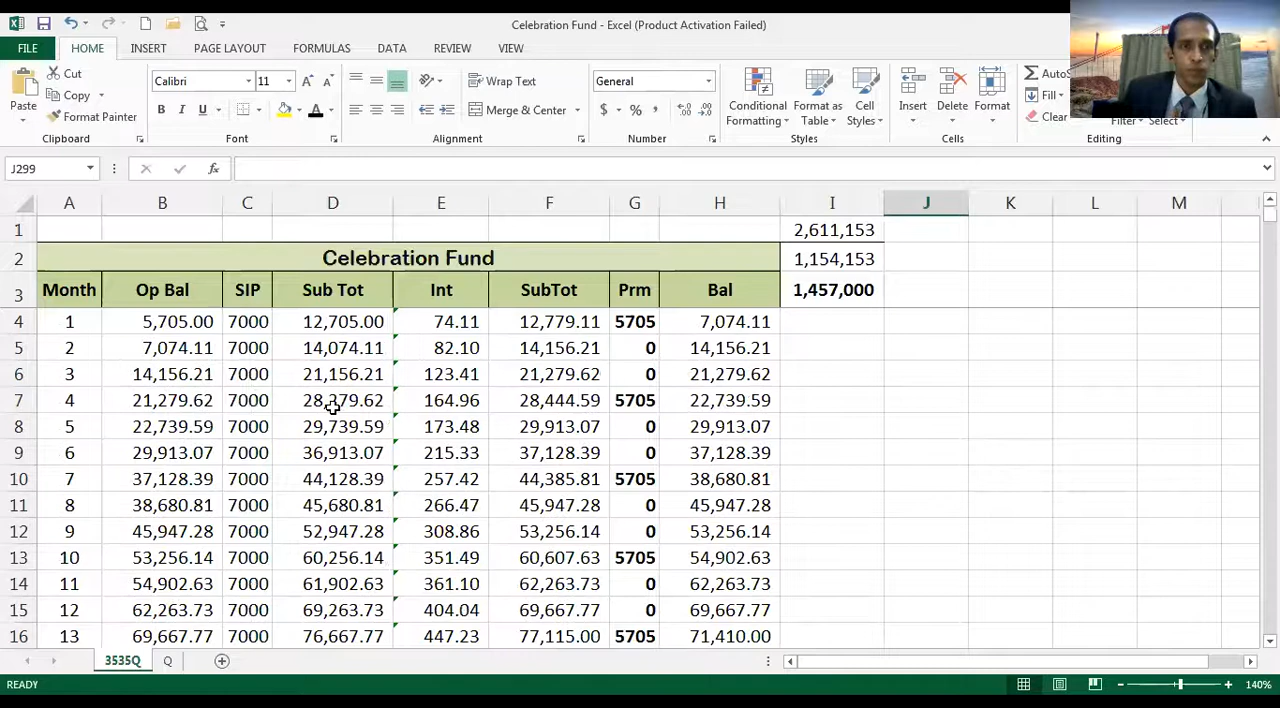 Celebration Fund - Excel (Product Activation Failed)
FILE HOME INSERT PAGE LAYOUT FORMULAS DATA REVIEW VIEW
Paste
Cut
Copy
Format Painter
Clipboard
Calibri 11
B I U
Font
Wrap Text
Merge & Center
Alignment
General
$ % ,
Number
Conditional Formatting
Format as Table
Cell Styles
Styles
Insert
Delete
Format
Cells
Fill
Clear
Filter
Select
Editing
J299
fx
A B C D E F G H I J K L M
1 2,611,153
2 Celebration Fund 1,154,153
3 Month Op Bal SIP Sub Tot Int SubTot Prm Bal 1,457,000
4 1 5,705.00 7000 12,705.00 74.11 12,779.11 5705 7,074.11
5 2 7,074.11 7000 14,074.11 82.10 14,156.21 0 14,156.21
6 3 14,156.21 7000 21,156.21 123.41 21,279.62 0 21,279.62
7 4 21,279.62 7000 28,279.62 164.96 28,444.59 5705 22,739.59
8 5 22,739.59 7000 29,739.59 173.48 29,913.07 0 29,913.07
9 6 29,913.07 7000 36,913.07 215.33 37,128.39 0 37,128.39
10 7 37,128.39 7000 44,128.39 257.42 44,385.81 5705 38,680.81
11 8 38,680.81 7000 45,680.81 266.47 45,947.28 0 45,947.28
12 9 45,947.28 7000 52,947.28 308.86 53,256.14 0 53,256.14
13 10 53,256.14 7000 60,256.14 351.49 60,607.63 5705 54,902.63
14 11 54,902.63 7000 61,902.63 361.10 62,263.73 0 62,263.73
15 12 62,263.73 7000 69,263.73 404.04 69,667.77 0 69,667.77
16 13 69,667.77 7000 76,667.77 447.23 77,115.00 5705 71,410.00
3535Q Q
READY 140%